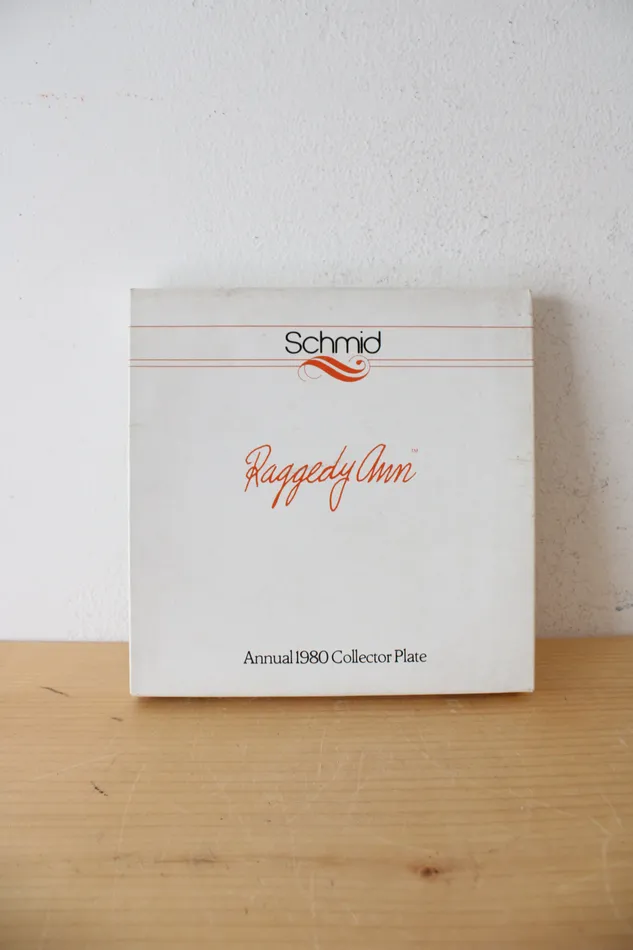 Schmid
Raggedy Ann™
Annual 1980 Collector Plate